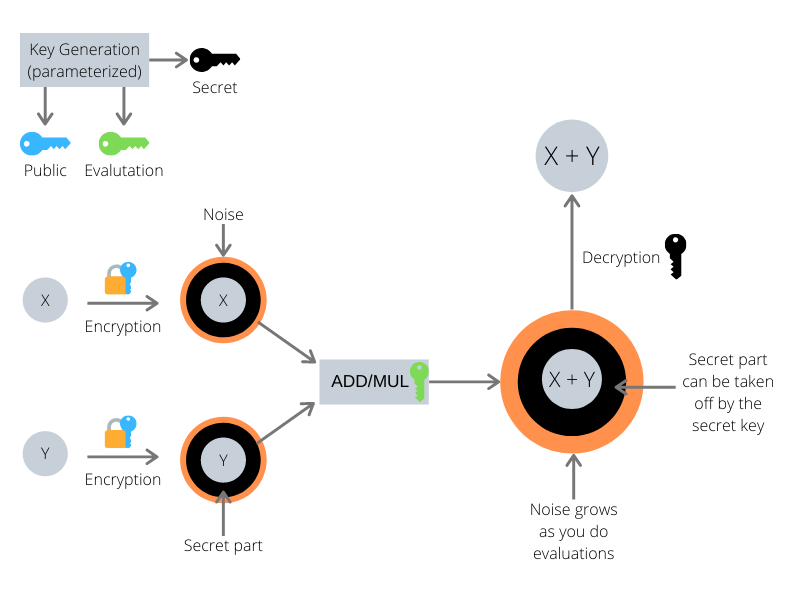 Key Generation
(parameterized)
Secret
Public
Evalutation
X + Y
Noise
Decryption
X
Encryption
X
ADD/MUL
X + Y
Secret part
can be taken
off by the
secret key
Y
Encryption
Y
Secret part
Noise grows
as you do
evaluations